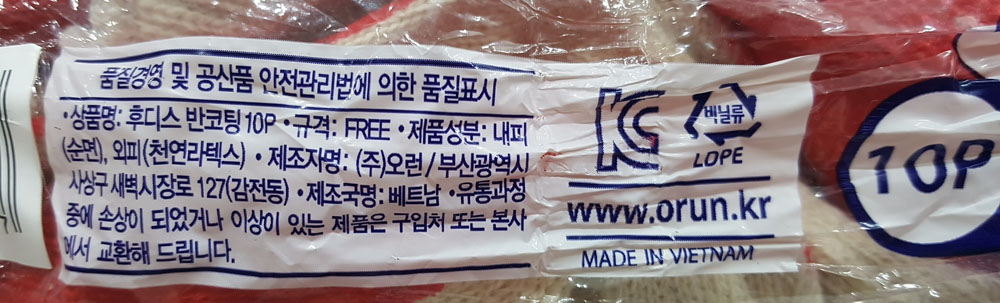 품질경영 및 공산품 안전관리법에 의한 품질표시
•상품명: 후디스 반코팅 10P •규격: FREE •제품성분: 내피
(순면), 외피(천연라텍스) •제조자명: (주)오런/부산광역시
사상구 새벽시장로 127(감전동) •제조국명: 베트남 •유통과정
중에 손상이 되었거나 이상이 있는 제품은 구입처 또는 본사
에서 교환해 드립니다.
비닐류
LOPE
www.orun.kr
MADE IN VIETNAM
10P